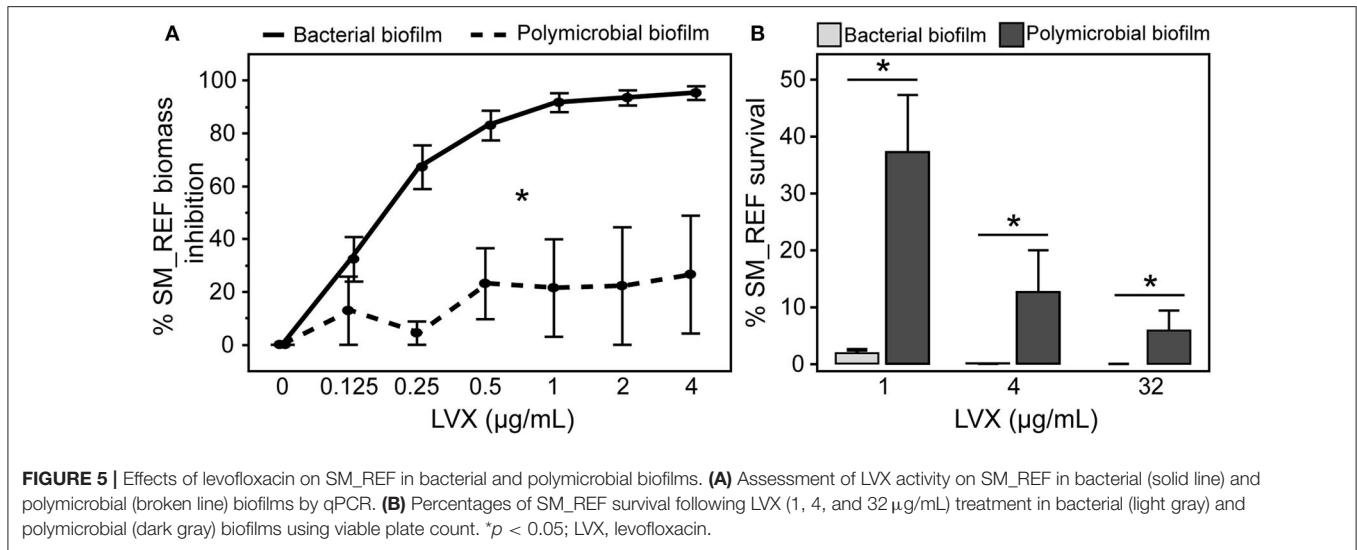 A
Bacterial biofilm
Polymicrobial biofilm
% SM_REF biomass
inhibition
100
80
60
40
20
0
*
0 0.125 0.25 0.5 1 2 4
LVX (µg/mL)
B
Bacterial biofilm
Polymicrobial biofilm
% SM_REF survival
50
40
30
20
10
0
*
*
*
1 4 32
LVX (µg/mL)
FIGURE 5 | Effects of levofloxacin on SM_REF in bacterial and polymicrobial biofilms. (A) Assessment of LVX activity on SM_REF in bacterial (solid line) and
polymicrobial (broken line) biofilms by qPCR. (B) Percentages of SM_REF survival following LVX (1, 4, and 32 µg/mL) treatment in bacterial (light gray) and
polymicrobial (dark gray) biofilms using viable plate count. *p < 0.05; LVX, levofloxacin.